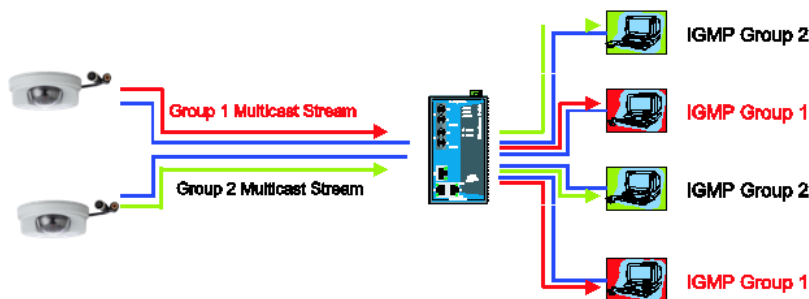 IGMP Group 2
IGMP Group 1
Group 1 Multicast Stream
Group 2 Multicast Stream
IGMP Group 2
IGMP Group 1